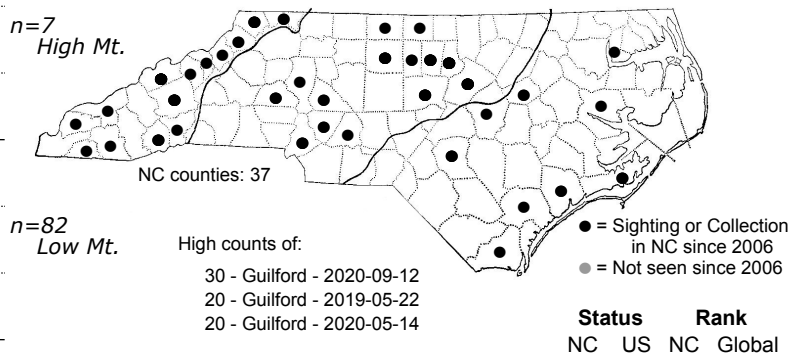 n=7
High Mt.
NC counties: 37
n=82
Low Mt.
High counts of:
30 - Guilford - 2020-09-12
20 - Guilford - 2019-05-22
20 - Guilford - 2020-05-14
= Sighting or Collection
in NC since 2006
= Not seen since 2006
Status Rank
NC US NC Global